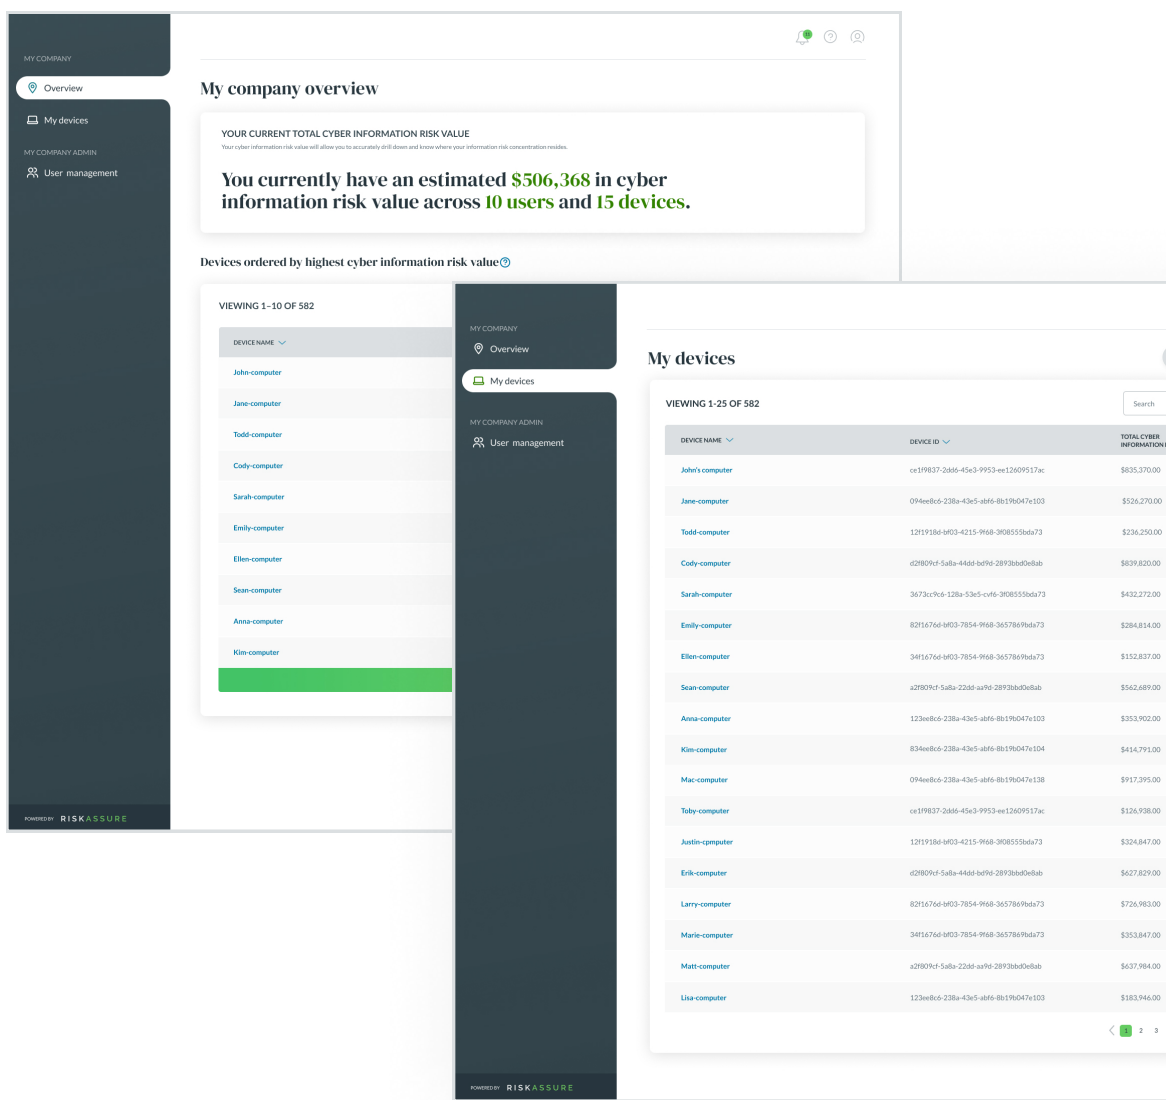 11
MY COMPANY
Overview
My devices
MY COMPANY ADMIN
User management
POWERED BY RISKASSURE
My company overview
YOUR CURRENT TOTAL CYBER INFORMATION RISK VALUE
Your cyber information risk value will allow you to accurately drill down and know where your information risk concentration resides.
You currently have an estimated $506,368 in cyber
information risk value across 10 users and 15 devices.
Devices ordered by highest cyber information risk value
VIEWING 1–10 OF 582
DEVICE NAME
John-computer
Jane-computer
Todd-computer
Cody-computer
Sarah-computer
Emily-computer
Ellen-computer
Sean-computer
Anna-computer
Kim-computer
MY COMPANY
Overview
My devices
MY COMPANY ADMIN
User management
POWERED BY RISKASSURE
My devices
VIEWING 1-25 OF 582
Search
DEVICE NAME DEVICE ID TOTAL CYBER
INFORMATION
John's computer ce1f9837-2dd6-45e3-9953-ee12609517ac $835,370.00
Jane-computer 094ee8c6-238a-43e5-abf6-8b19b047e103 $526,270.00
Todd-computer 12f1918d-bf03-4215-9f68-3f08555bda73 $236,250.00
Cody-computer d2f809cf-5a8a-44dd-bd9d-2893bbd0e8ab $839,820.00
Sarah-computer 3673cc9c6-128a-53e5-cvf6-3f08555bda73 $432,272.00
Emily-computer 82f1676d-bf03-7854-9f68-3657869bda73 $284,814.00
Ellen-computer 34f1676d-bf03-7854-9f68-3657869bda73 $152,837.00
Sean-computer a2f809cf-5a8a-22dd-aa9d-2893bbd0e8ab $562,689.00
Anna-computer 123ee8c6-238a-43e5-abf6-8b19b047e103 $353,902.00
Kim-computer 834ee8c6-238a-43e5-abf6-8b19b047e104 $414,791.00
Mac-computer 094ee8c6-238a-43e5-abf6-8b19b047e138 $917,395.00
Toby-computer ce1f9837-2dd6-45e3-9953-ee12609517ac $126,938.00
Justin-cpmputer 12f1918d-bf03-4215-9f68-3f08555bda73 $324,847.00
Erik-computer d2f809cf-5a8a-44dd-bd9d-2893bbd0e8ab $627,829.00
Larry-computer 82f1676d-bf03-7854-9f68-3657869bda73 $726,983.00
Marie-computer 34f1676d-bf03-7854-9f68-3657869bda73 $353,847.00
Matt-computer a2f809cf-5a8a-22dd-aa9d-2893bbd0e8ab $637,984.00
Lisa-computer 123ee8c6-238a-43e5-abf6-8b19b047e103 $183,946.00
1 2 3